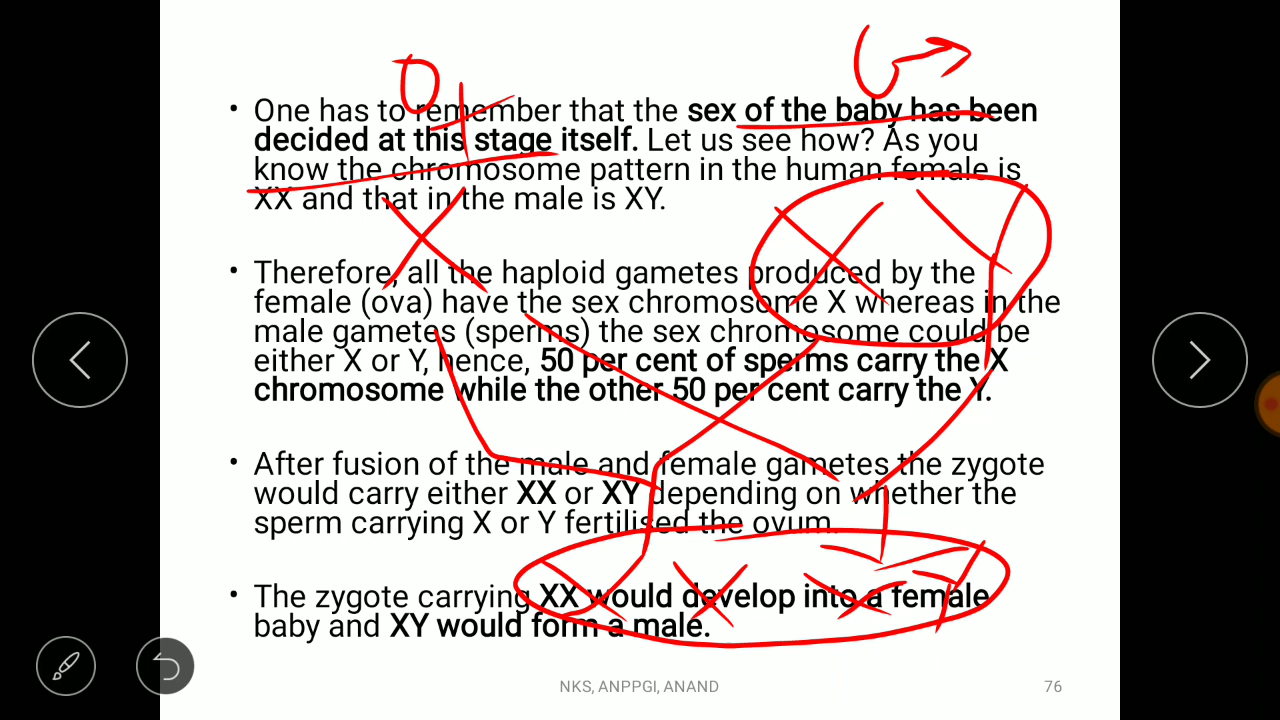 • One has to remember that the sex of the baby has been
decided at this stage itself. Let us see how? As you
know the chromosome pattern in the human female is
XX and that in the male is XY.
• Therefore, all the haploid gametes produced by the
female (ova) have the sex chromosome X whereas in the
male gametes (sperms) the sex chromosome could be
either X or Y, hence, 50 per cent of sperms carry the X
chromosome while the other 50 per cent carry the Y.
• After fusion of the male and female gametes the zygote
would carry either XX or XY depending on whether the
sperm carrying X or Y fertilised the ovum.
• The zygote carrying XX would develop into a female
baby and XY would form a male.
NKS, ANPPGI, ANAND 76